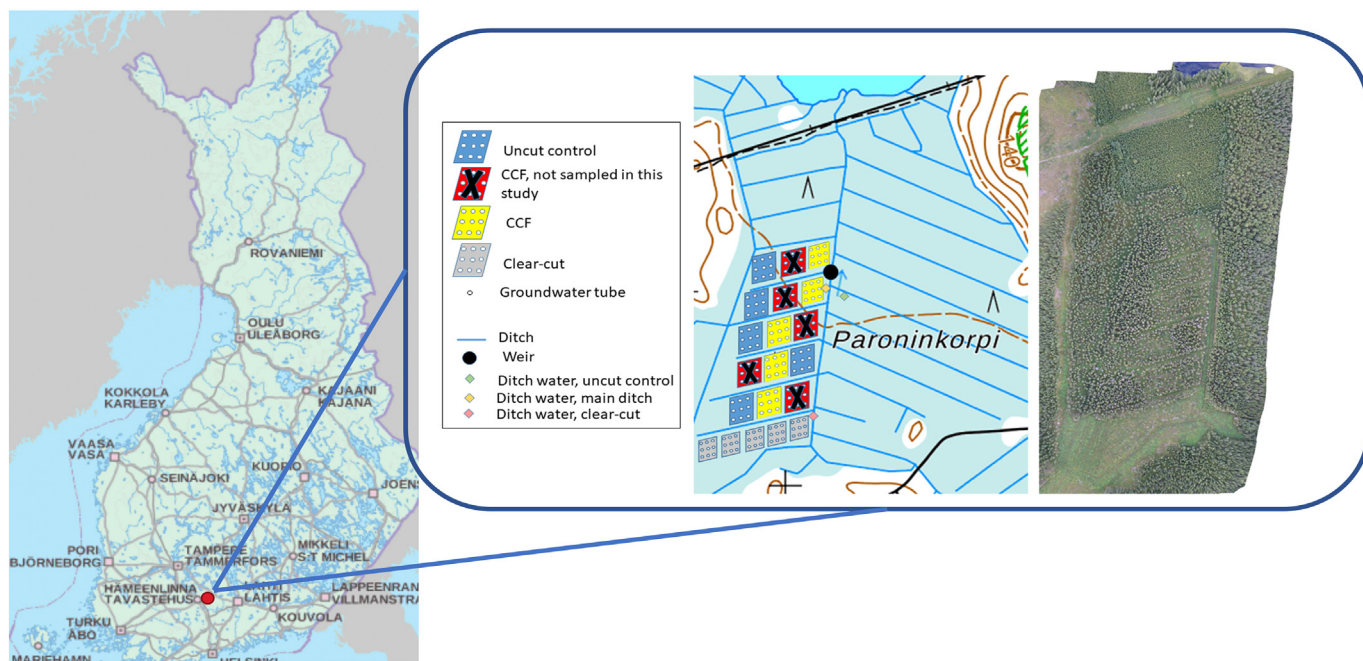 ROVANIEMI
OULU
ULEÅBORG
KOKKOLA
KARLEBY
KAJAANI
KAJANA
VAASA
VASA
SEINÄJOKI
KUOPIO
JOENS
JYVÄSKYLÄ
PORI
BJÖRNEBORG
TAMPERE
TAMMERFORS
MIKKELI
S:T MICHEL
HÄMEENLINNA
TAVASTEHUS
LAHTI
LAHTIS
LAPPEENRAN
VILLMANSTRA
KOUVOLA
TURKU
ÅBO
MARIEHAMN
HELSINKI
Uncut control
CCF, not sampled in this
study
CCF
Clear-cut
Groundwater tube
Ditch
Weir
Ditch water, uncut control
Ditch water, main ditch
Ditch water, clear-cut
140
Paroninkorpi